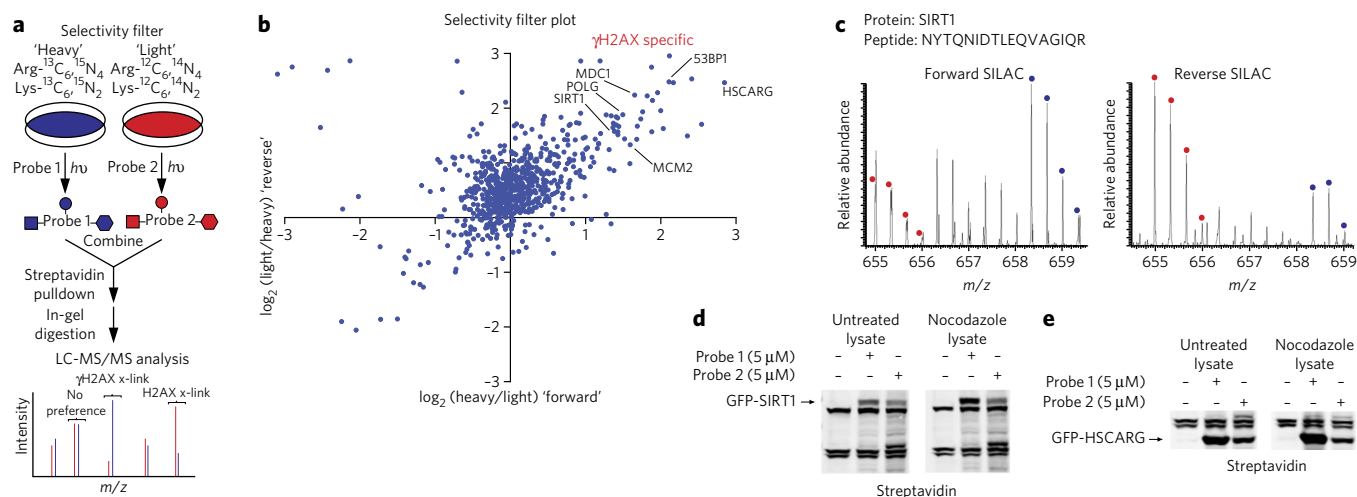 a
Selectivity filter
'Heavy' 'Light'
Arg-¹³C₆,¹⁵N₄ Arg-¹²C₆,¹⁴N₄
Lys-¹³C₆,¹⁵N₂ Lys-¹²C₆,¹⁴N₂
Probe 1 hυ Probe 2 hυ
Probe 1 Probe 2
Combine
Streptavidin
pulldown
In-gel
digestion
LC-MS/MS analysis
γH2AX x-link
No
preference
H2AX x-link
Intensity
m/z
b
Selectivity filter plot
γH2AX specific
53BP1
MDC1
POLG
SIRT1
HSCARG
MCM2
3
2
-1
-2
-3
-3 -2 -1 0 1 2 3
log₂ (light/heavy) 'reverse'
log₂ (heavy/light) 'forward'
c
Protein: SIRT1
Peptide: NYTQNIDTLEQVAGIQR
Forward SILAC
Relative abundance
655 656 657 658 659
m/z
Reverse SILAC
Relative abundance
655 656 657 658 659
m/z
d
Untreated
lysate
Nocodazole
lysate
Probe 1 (5 μM) – + – – + –
Probe 2 (5 μM) – – + – – +
GFP-SIRT1
Streptavidin
e
Untreated
lysate
Nocodazole
lysate
Probe 1 (5 μM) – + – – + –
Probe 2 (5 μM) – – + – – +
GFP-HSCARG
Streptavidin